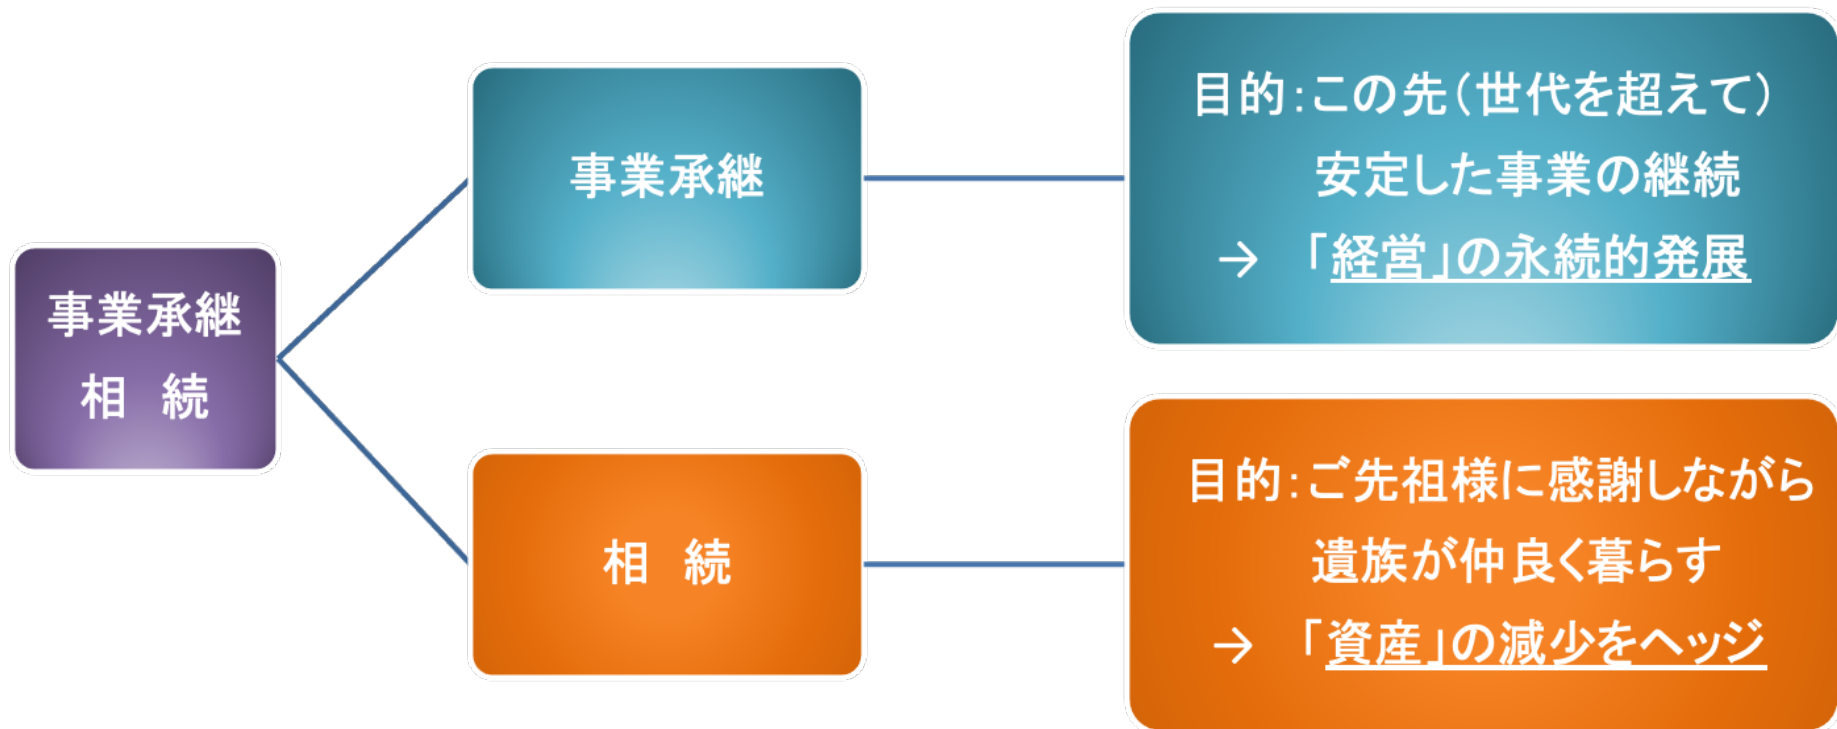 事業承継
相　続
事業承継
目的：この先（世代を超えて）
安定した事業の継続
→　「経営」の永続的発展
相　続
目的：ご先祖様に感謝しながら
遺族が仲良く暮らす
→　「資産」の減少をヘッジ